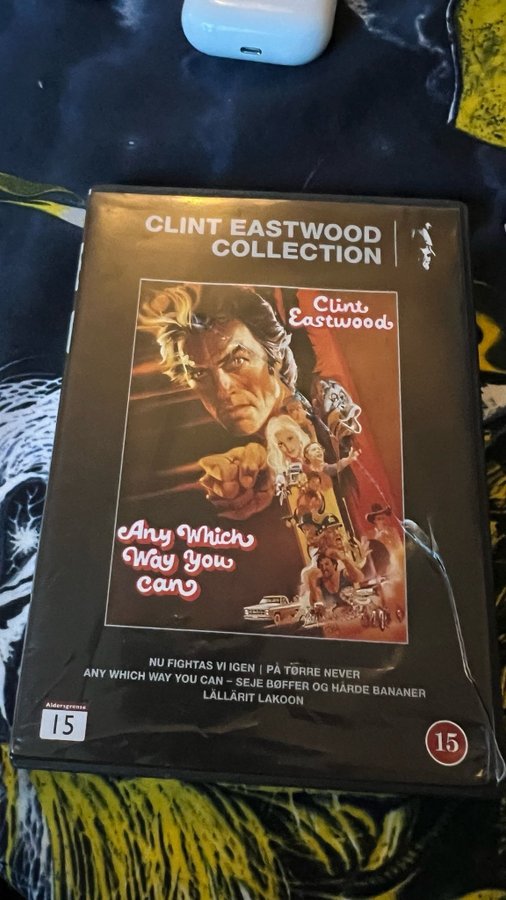 CLINT EASTWOOD
COLLECTION
Clint
Eastwood
Any Which
Way You
Can
NU FIGHTAS VI IGEN | PÅ TØRRE NEVER
ANY WHICH WAY YOU CAN – SEJE BØFFER OG HÅRDE BANANER
LÄLLÄRIT LAKOON
Aldersgrense
15
15